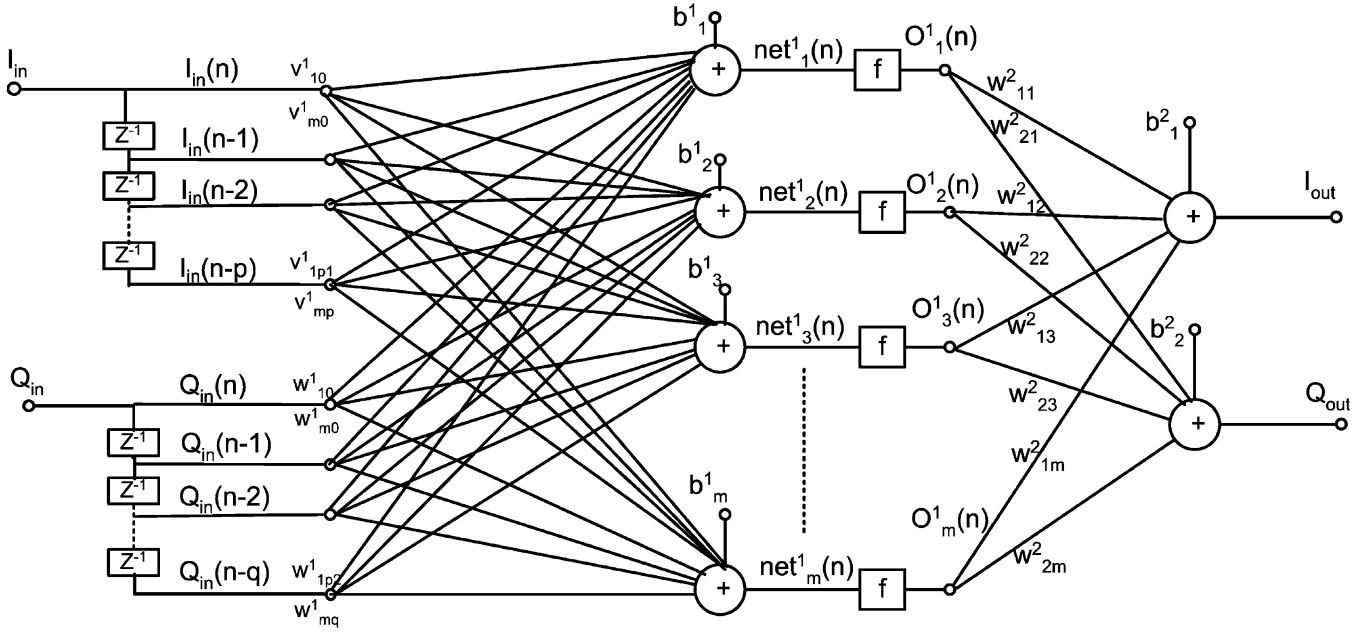 I_in
I_in(n)
Z^-1
I_in(n-1)
Z^-1
I_in(n-2)
Z^-1
I_in(n-p)
v^1_10
v^1_m0
v^1_1p1
v^1_mp
Q_in
Q_in(n)
Z^-1
Q_in(n-1)
Z^-1
Q_in(n-2)
Z^-1
Q_in(n-q)
w^1_10
w^1_m0
w^1_1p2
w^1_mq
b^1_1
+
net^1_1(n)
f
O^1_1(n)
b^1_2
+
net^1_2(n)
f
O^1_2(n)
b^1_3
+
net^1_3(n)
f
O^1_3(n)
b^1_m
+
net^1_m(n)
f
O^1_m(n)
w^2_11
w^2_21
w^2_12
w^2_22
w^2_13
w^2_23
w^2_1m
w^2_2m
b^2_1
+
I_out
b^2_2
+
Q_out